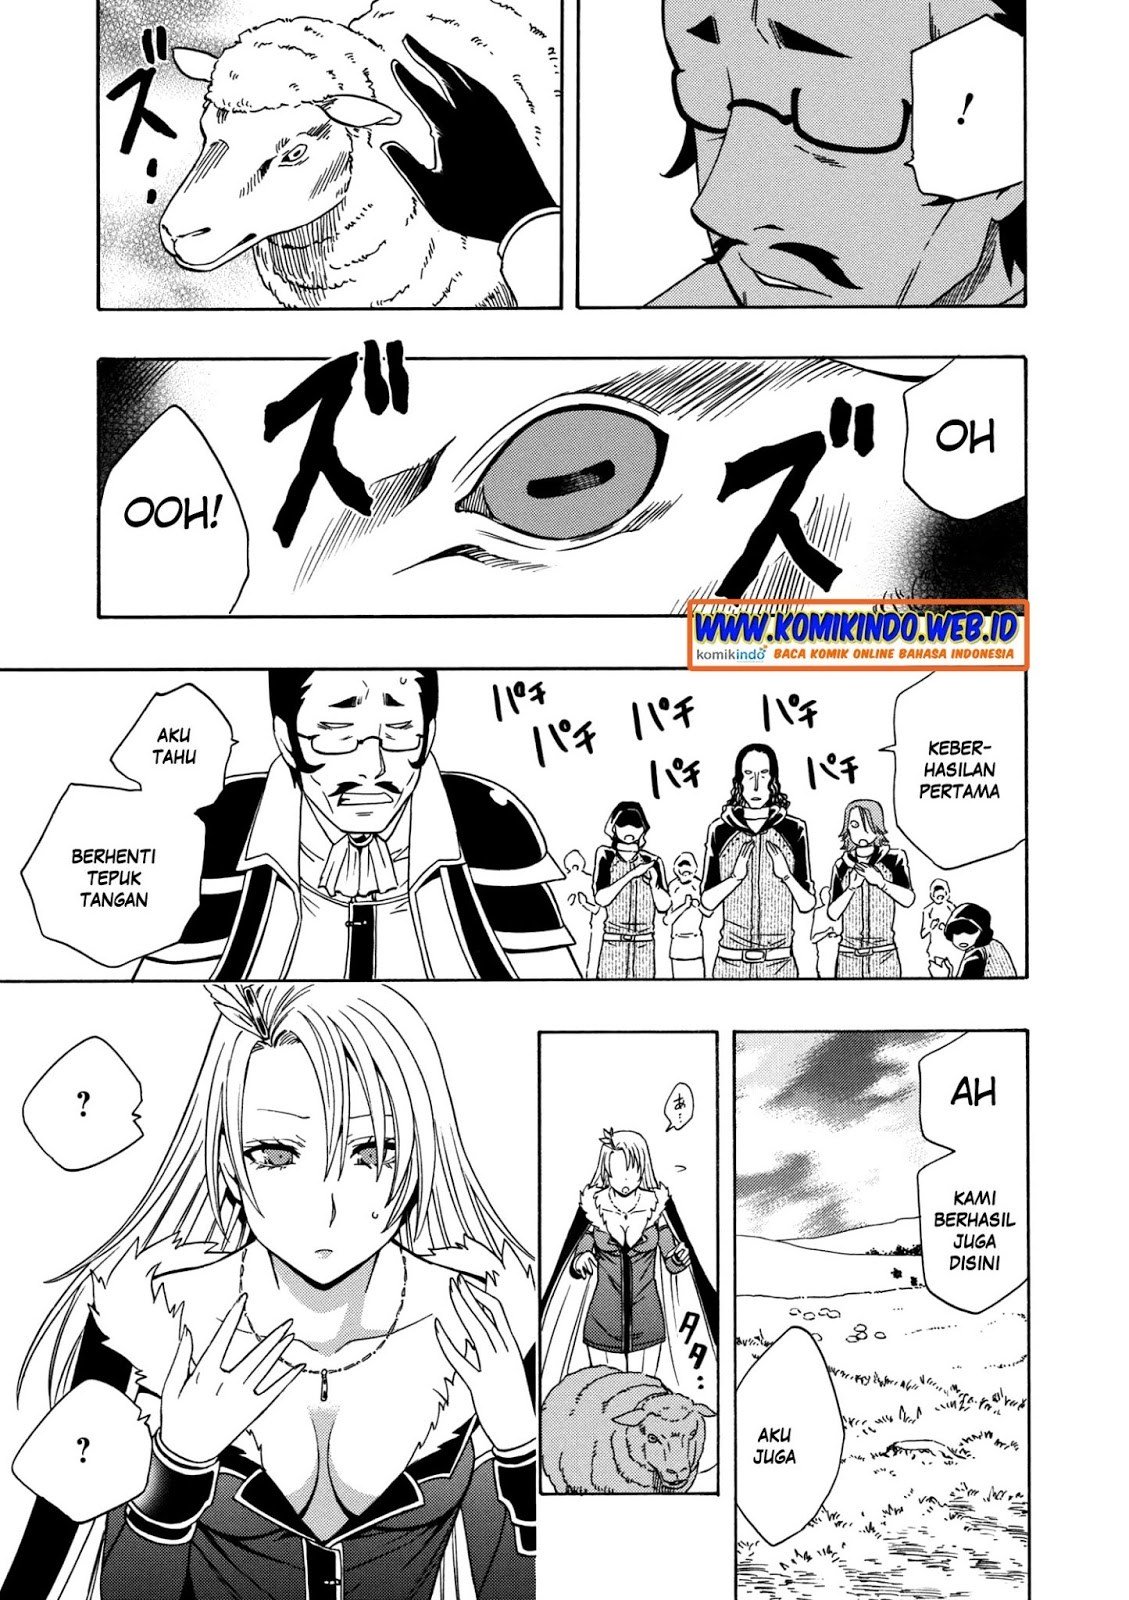 !
ズ…
OH
ズ
ズ
OOH!
WWW.KOMIKINDO.WEB.ID
komikindo
BACA KOMIK ONLINE BAHASA INDONESIA
KEBER-
HASILAN
PERTAMA
パチ
パチ
パチ
パチ
パチ
パチ
AKU
TAHU
BERHENTI
TEPUK
TANGAN
AH
KAMI
BERHASIL
JUGA
DISINI
AKU
JUGA
あ…
タタ…
?
?